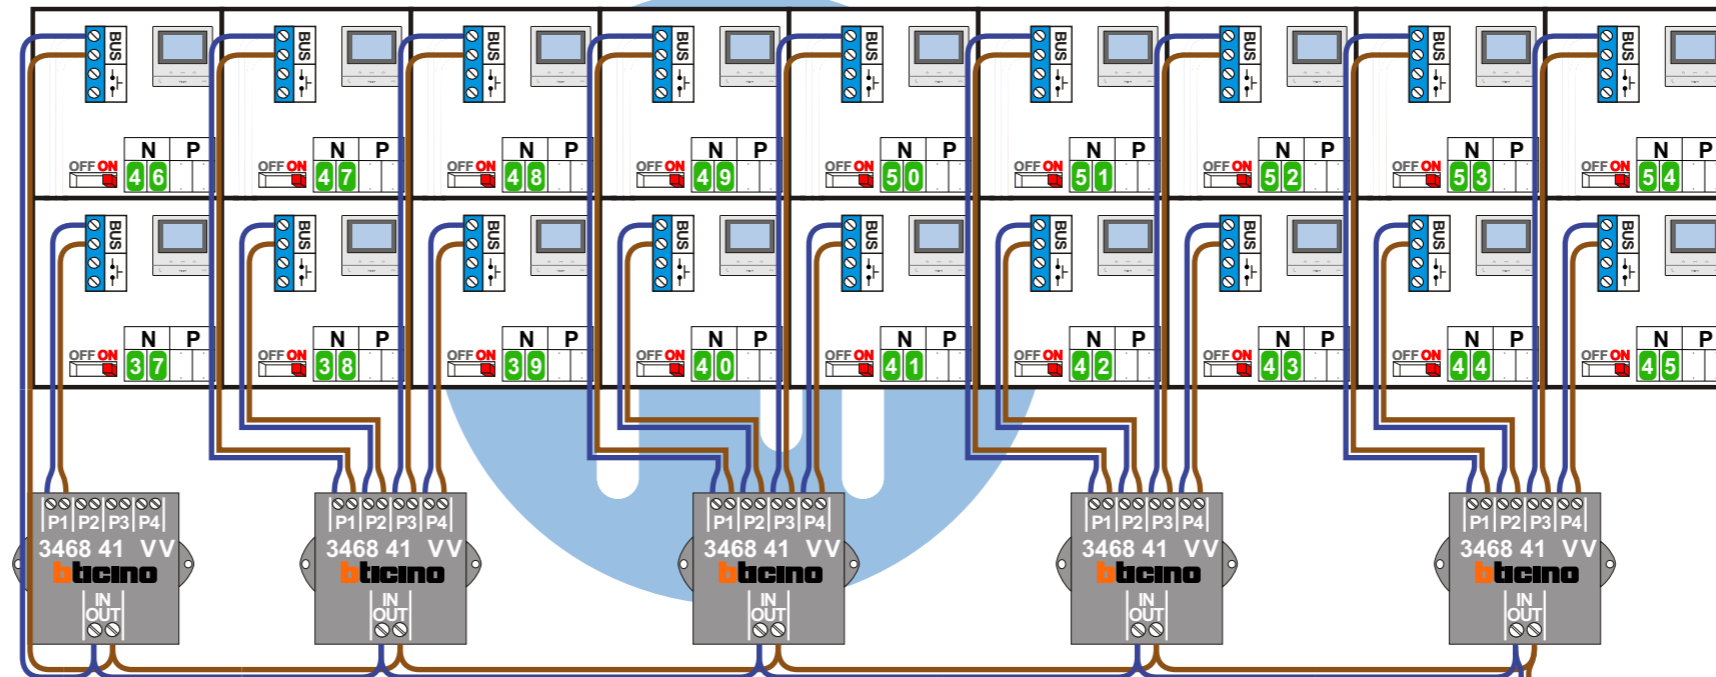 BUS BUS BUS BUS BUS BUS BUS BUS BUS
N P N P N P N P N P N P N P N P N P
OFF ON 46 OFF ON 47 OFF ON 48 OFF ON 49 OFF ON 50 OFF ON 51 OFF ON 52 OFF ON 53 OFF ON 54
BUS BUS BUS BUS BUS BUS BUS BUS BUS
N P N P N P N P N P N P N P N P N P
OFF ON 37 OFF ON 38 OFF ON 39 OFF ON 40 OFF ON 41 OFF ON 42 OFF ON 43 OFF ON 44 OFF ON 45
P1 P2 P3 P4 P1 P2 P3 P4 P1 P2 P3 P4 P1 P2 P3 P4 P1 P2 P3 P4
3468 41 VV 3468 41 VV 3468 41 VV 3468 41 VV 3468 41 VV
bticino bticino bticino bticino bticino
IN IN IN IN IN
OUT OUT OUT OUT OUT